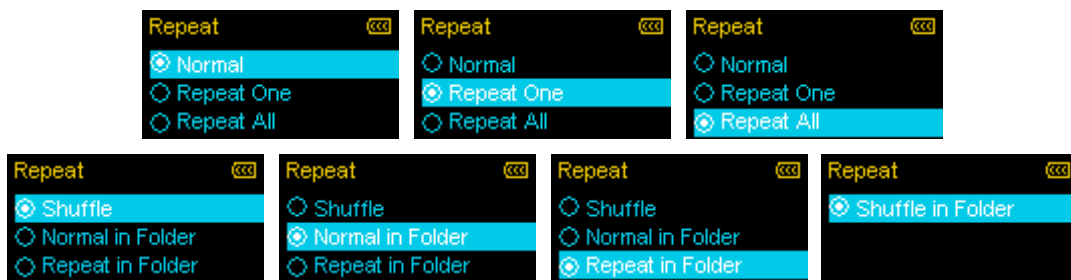 Repeat
Normal
Repeat One
Repeat All
Repeat
Normal
Repeat One
Repeat All
Repeat
Normal
Repeat One
Repeat All
Repeat
Shuffle
Normal in Folder
Repeat in Folder
Repeat
Shuffle
Normal in Folder
Repeat in Folder
Repeat
Shuffle
Normal in Folder
Repeat in Folder
Repeat
Shuffle in Folder